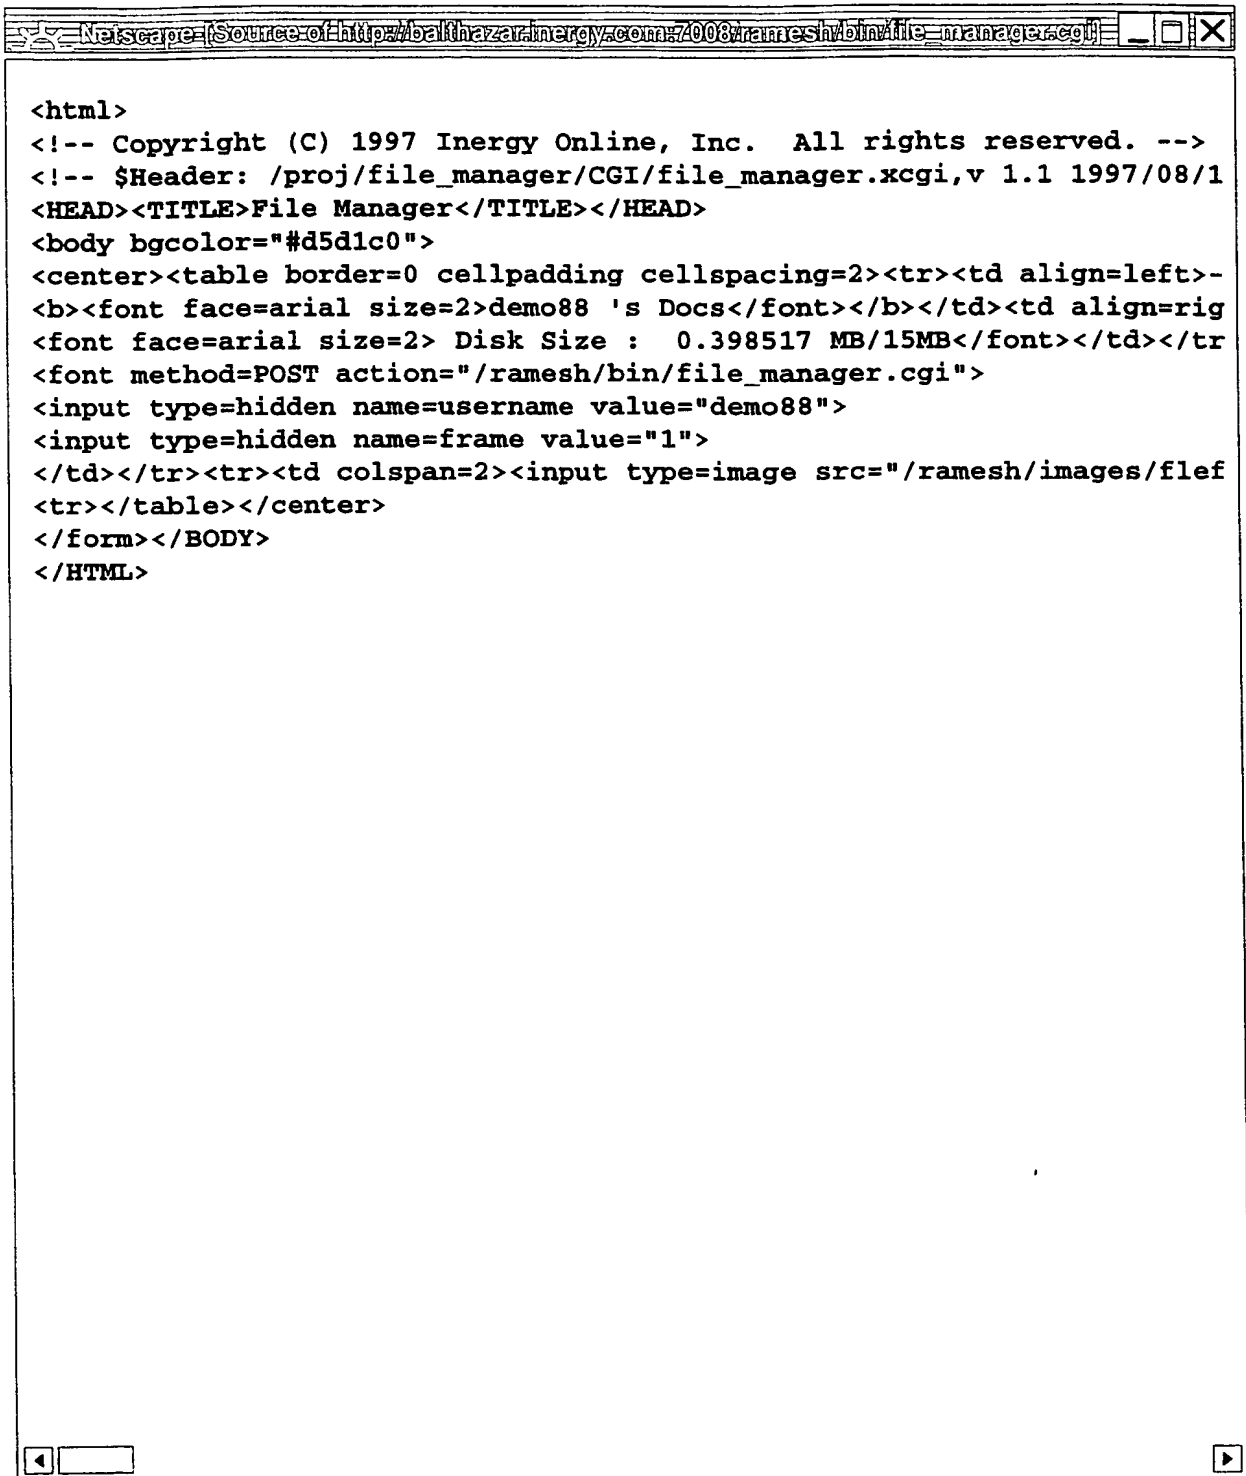 Netscape-[Source of http://balthazar.inergy.com:7008/ramesh/bin/file_manager.cgi]
<html>
<!-- Copyright (C) 1997 Inergy Online, Inc.  All rights reserved. -->
<!-- $Header: /proj/file_manager/CGI/file_manager.xcgi,v 1.1 1997/08/1
<HEAD><TITLE>File Manager</TITLE></HEAD>
<body bgcolor="#d5d1c0">
<center><table border=0 cellpadding cellspacing=2><tr><td align=left>-
<b><font face=arial size=2>demo88 's Docs</font></b></td><td align=rig
<font face=arial size=2> Disk Size :  0.398517 MB/15MB</font></td></tr
<font method=POST action="/ramesh/bin/file_manager.cgi">
<input type=hidden name=username value="demo88">
<input type=hidden name=frame value="1">
</td></tr><tr><td colspan=2><input type=image src="/ramesh/images/flef
<tr></table></center>
</form></BODY>
</HTML>